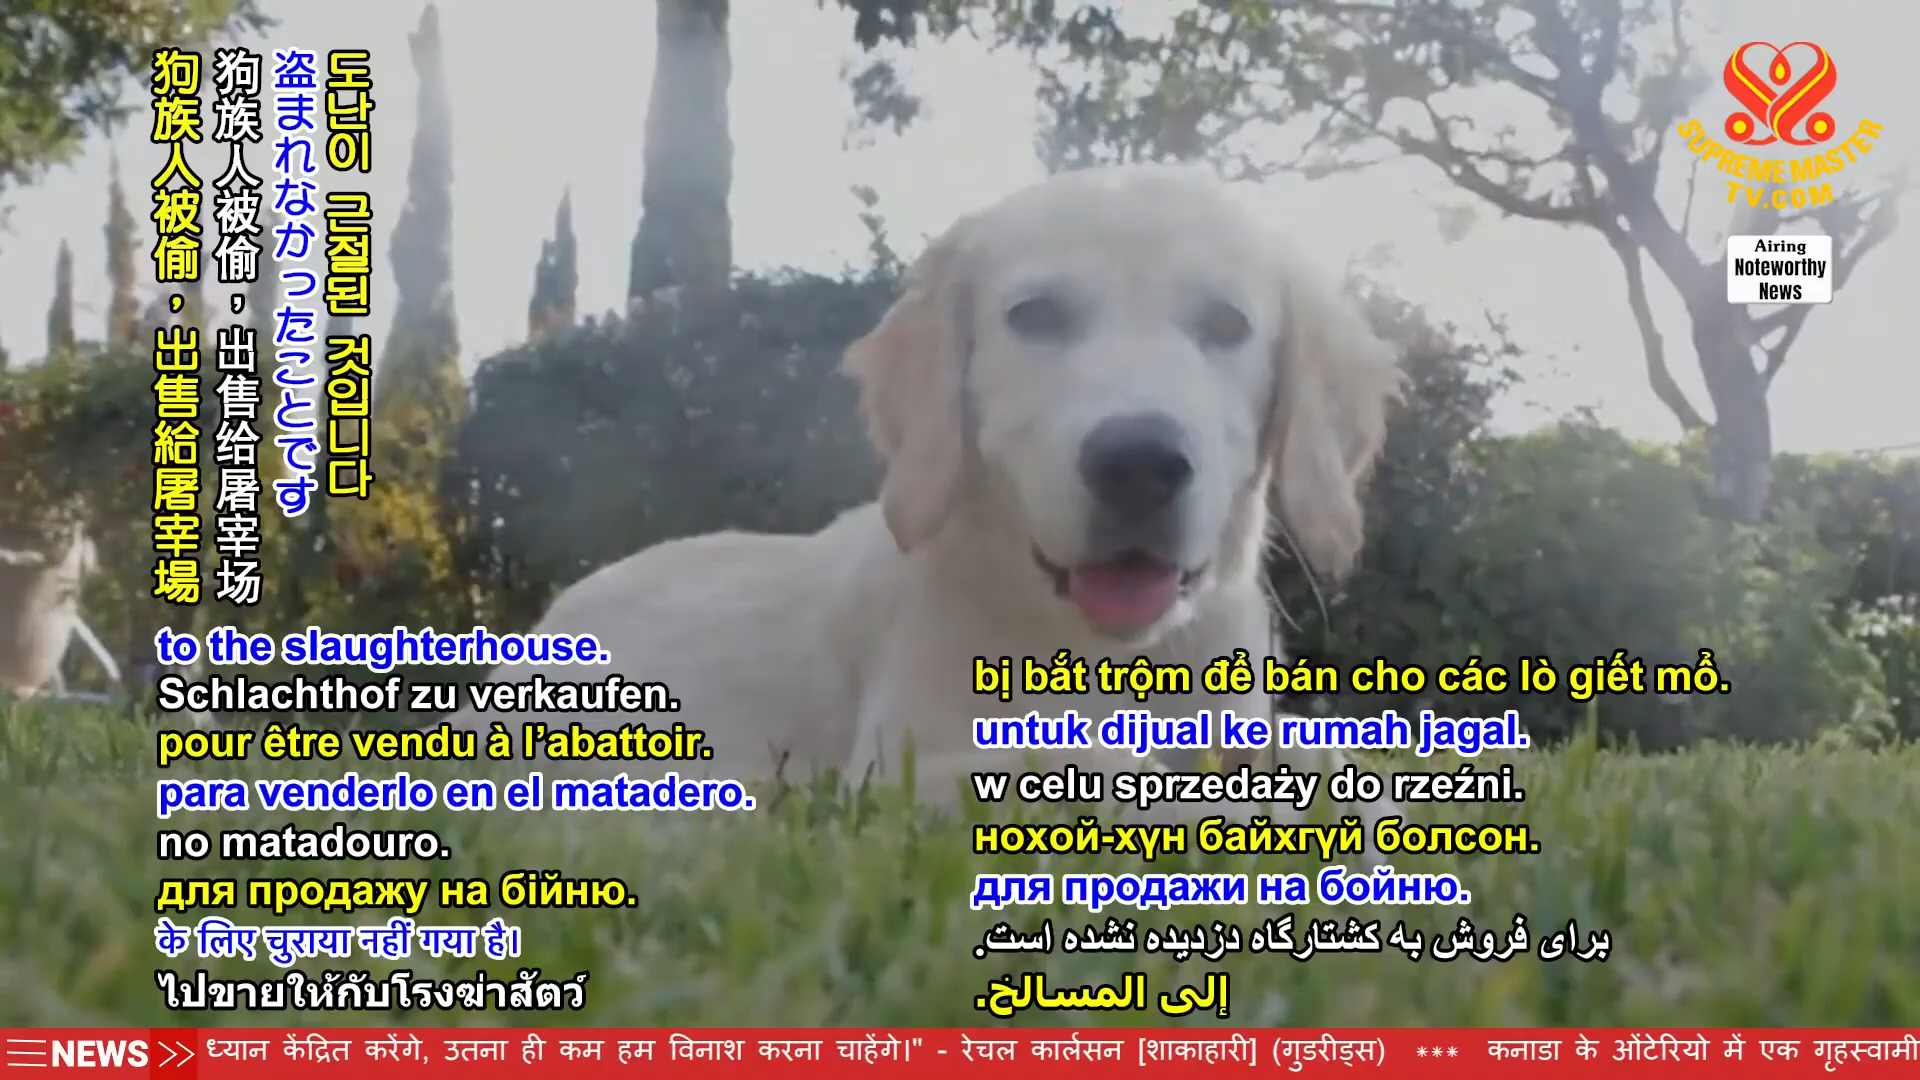 狗族人被偷，出售給屠宰場
狗族人被偷，出售给屠宰场
盗まれなかったことです
도난이 근절된 것입니다
SUPREME MASTER
TV.COM
Airing
Noteworthy
News
to the slaughterhouse.
Schlachthof zu verkaufen.
pour être vendu à l’abattoir.
para venderlo en el matadero.
no matadouro.
для продажу на бійню.
के लिए चुराया नहीं गया है।
ไปขายให้กับโรงฆ่าสัตว์
bị bắt trộm để bán cho các lò giết mổ.
untuk dijual ke rumah jagal.
w celu sprzedaży do rzeźni.
нохой-хүн байхгүй болсон.
для продажи на бойню.
برای فروش به کشتارگاه دزدیده نشده است.
إلى المسالخ.
NEWS ध्यान केंद्रित करेंगे, उतना ही कम हम विनाश करना चाहेंगे।" - रेचल कार्लसन [शाकाहारी] (गुडरीड्स) *** कनाडा के ओंटेरियो में एक गृहस्वामी